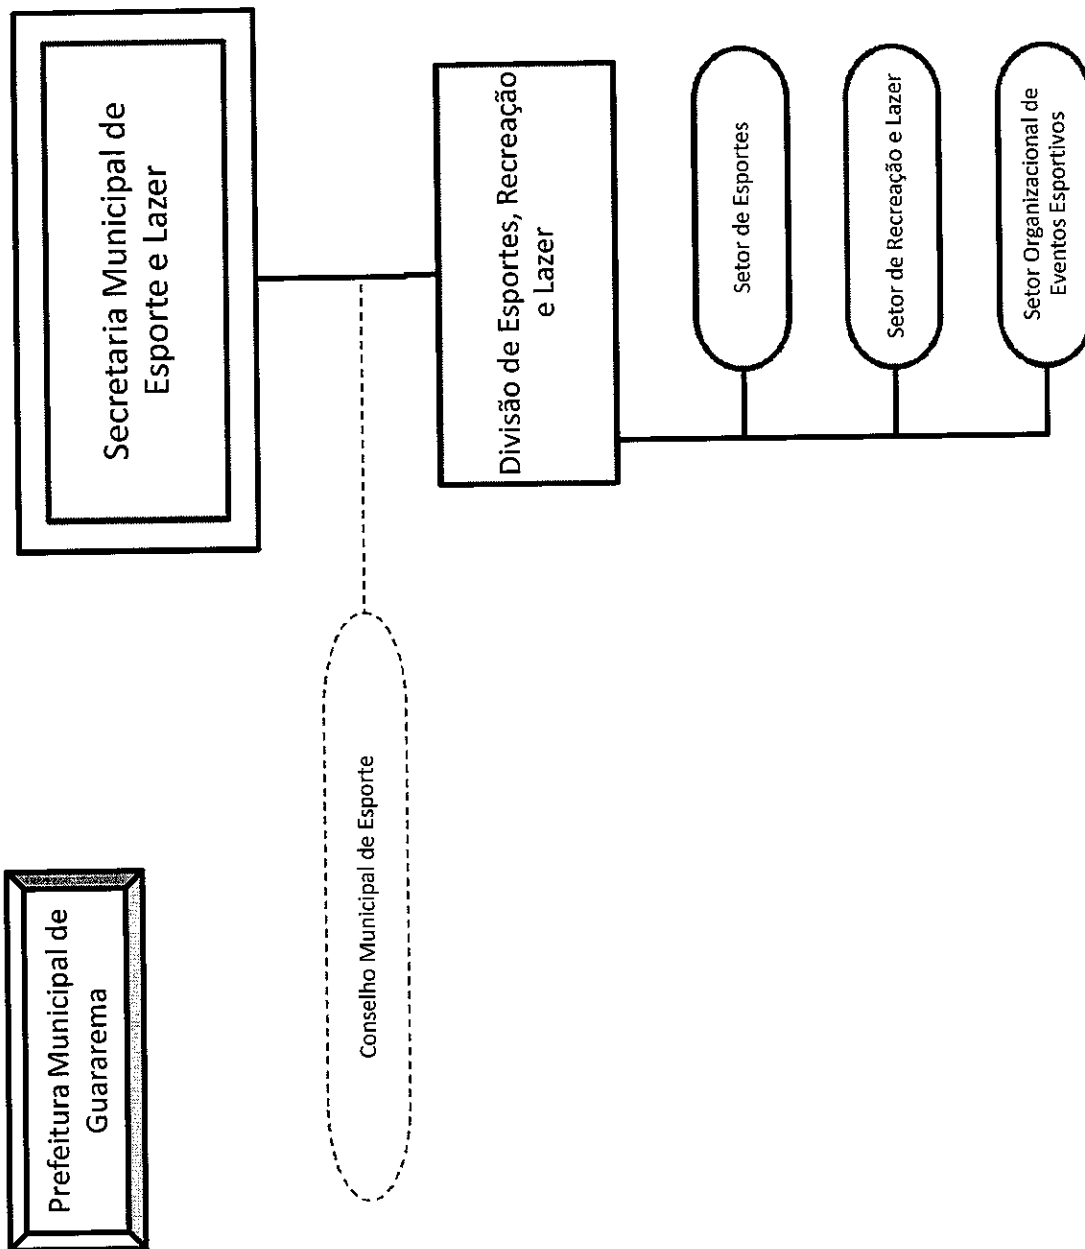 Prefeitura Municipal de
Guararema
Secretaria Municipal de
Esporte e Lazer
Conselho Municipal de Esporte
Divisão de Esportes, Recreação
e Lazer
Setor de Esportes
Setor de Recreação e Lazer
Setor Organizacional de
Eventos Esportivos